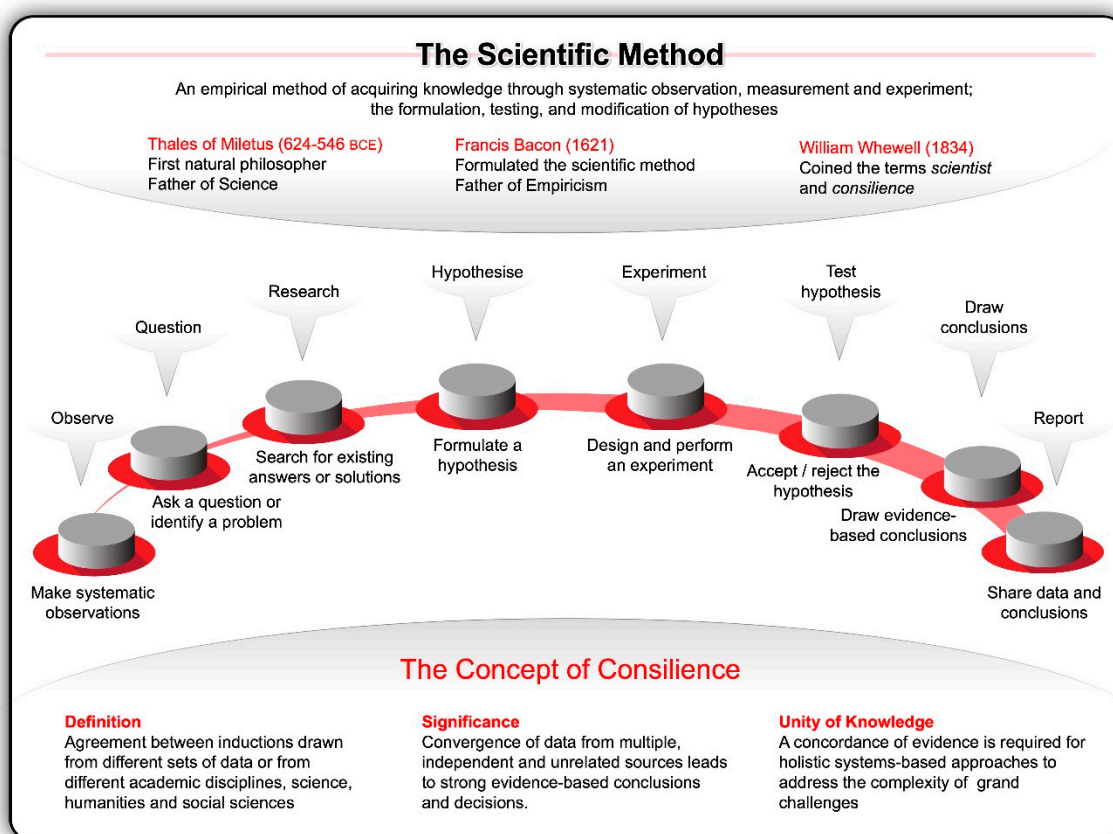 The Scientific Method
An empirical method of acquiring knowledge through systematic observation, measurement and experiment;
the formulation, testing, and modification of hypotheses
Thales of Miletus (624-546 BCE)
First natural philosopher
Father of Science
Francis Bacon (1621)
Formulated the scientific method
Father of Empiricism
William Whewell (1834)
Coined the terms scientist
and consilience
Observe
Make systematic
observations
Question
Ask a question or
identify a problem
Research
Search for existing
answers or solutions
Hypothesise
Formulate a
hypothesis
Experiment
Design and perform
an experiment
Test
hypothesis
Accept / reject the
hypothesis
Draw
conclusions
Draw evidence-
based conclusions
Report
Share data and
conclusions
The Concept of Consilience
Definition
Agreement between inductions drawn
from different sets of data or from
different academic disciplines, science,
humanities and social sciences
Significance
Convergence of data from multiple,
independent and unrelated sources leads
to strong evidence-based conclusions
and decisions.
Unity of Knowledge
A concordance of evidence is required for
holistic systems-based approaches to
address the complexity of grand
challenges